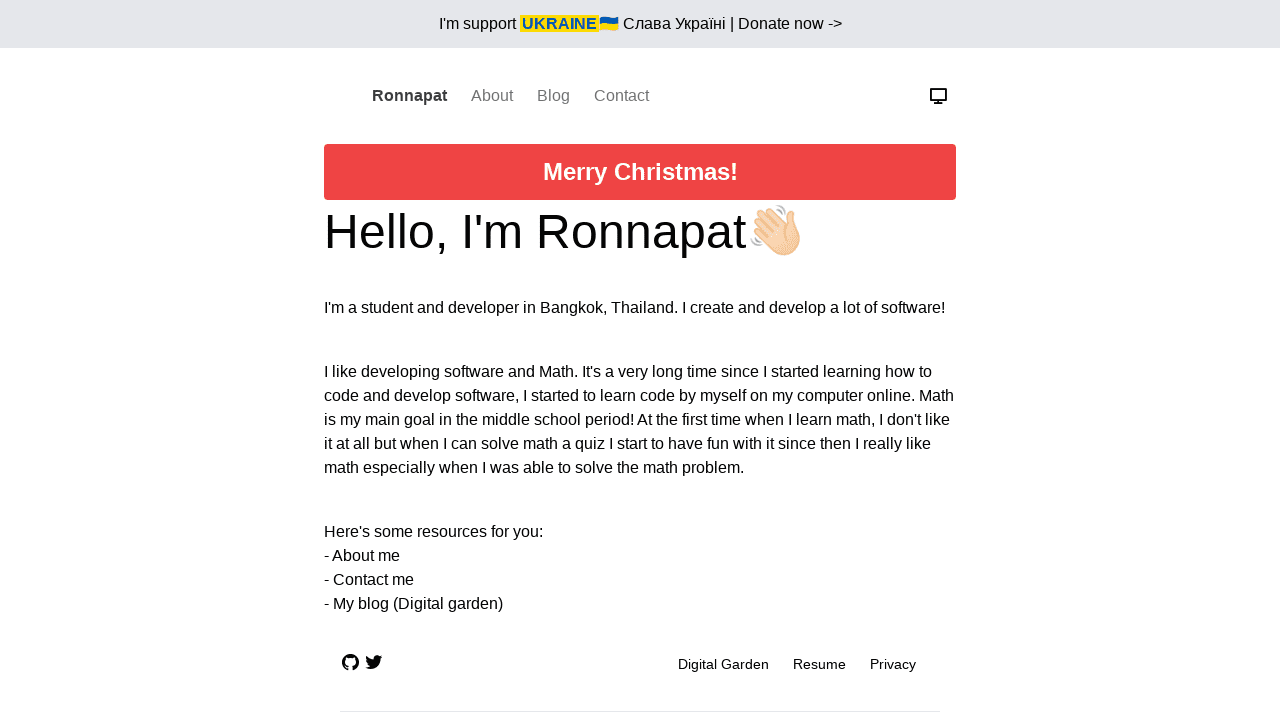 I'm support UKRAINE🇺🇦 Слава Україні | Donate now ->
Ronnapat About Blog Contact
Merry Christmas!
Hello, I'm Ronnapat👋🏻
I'm a student and developer in Bangkok, Thailand. I create and develop a lot of software!
I like developing software and Math. It's a very long time since I started learning how to
code and develop software, I started to learn code by myself on my computer online. Math
is my main goal in the middle school period! At the first time when I learn math, I don't like
it at all but when I can solve math a quiz I start to have fun with it since then I really like
math especially when I was able to solve the math problem.
Here's some resources for you:
- About me
- Contact me
- My blog (Digital garden)
Digital Garden Resume Privacy